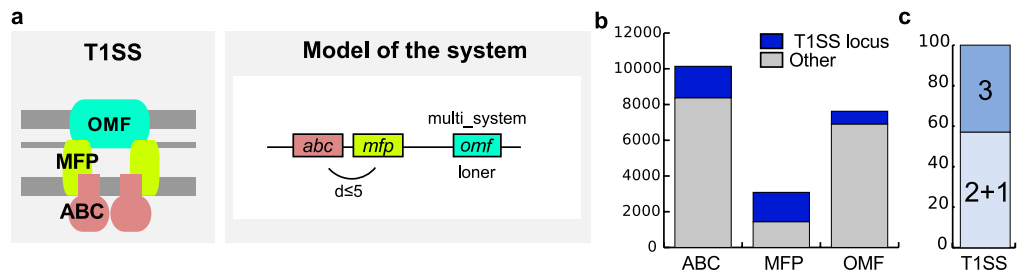 a
T1SS
OMF
MFP
ABC
Model of the system
multi_system
abc
mfp
omf
loner
d≤5
b
12000
10000
8000
6000
4000
2000
0
T1SS locus
Other
ABC
MFP
OMF
c
100
80
60
40
20
0
3
2+1
T1SS